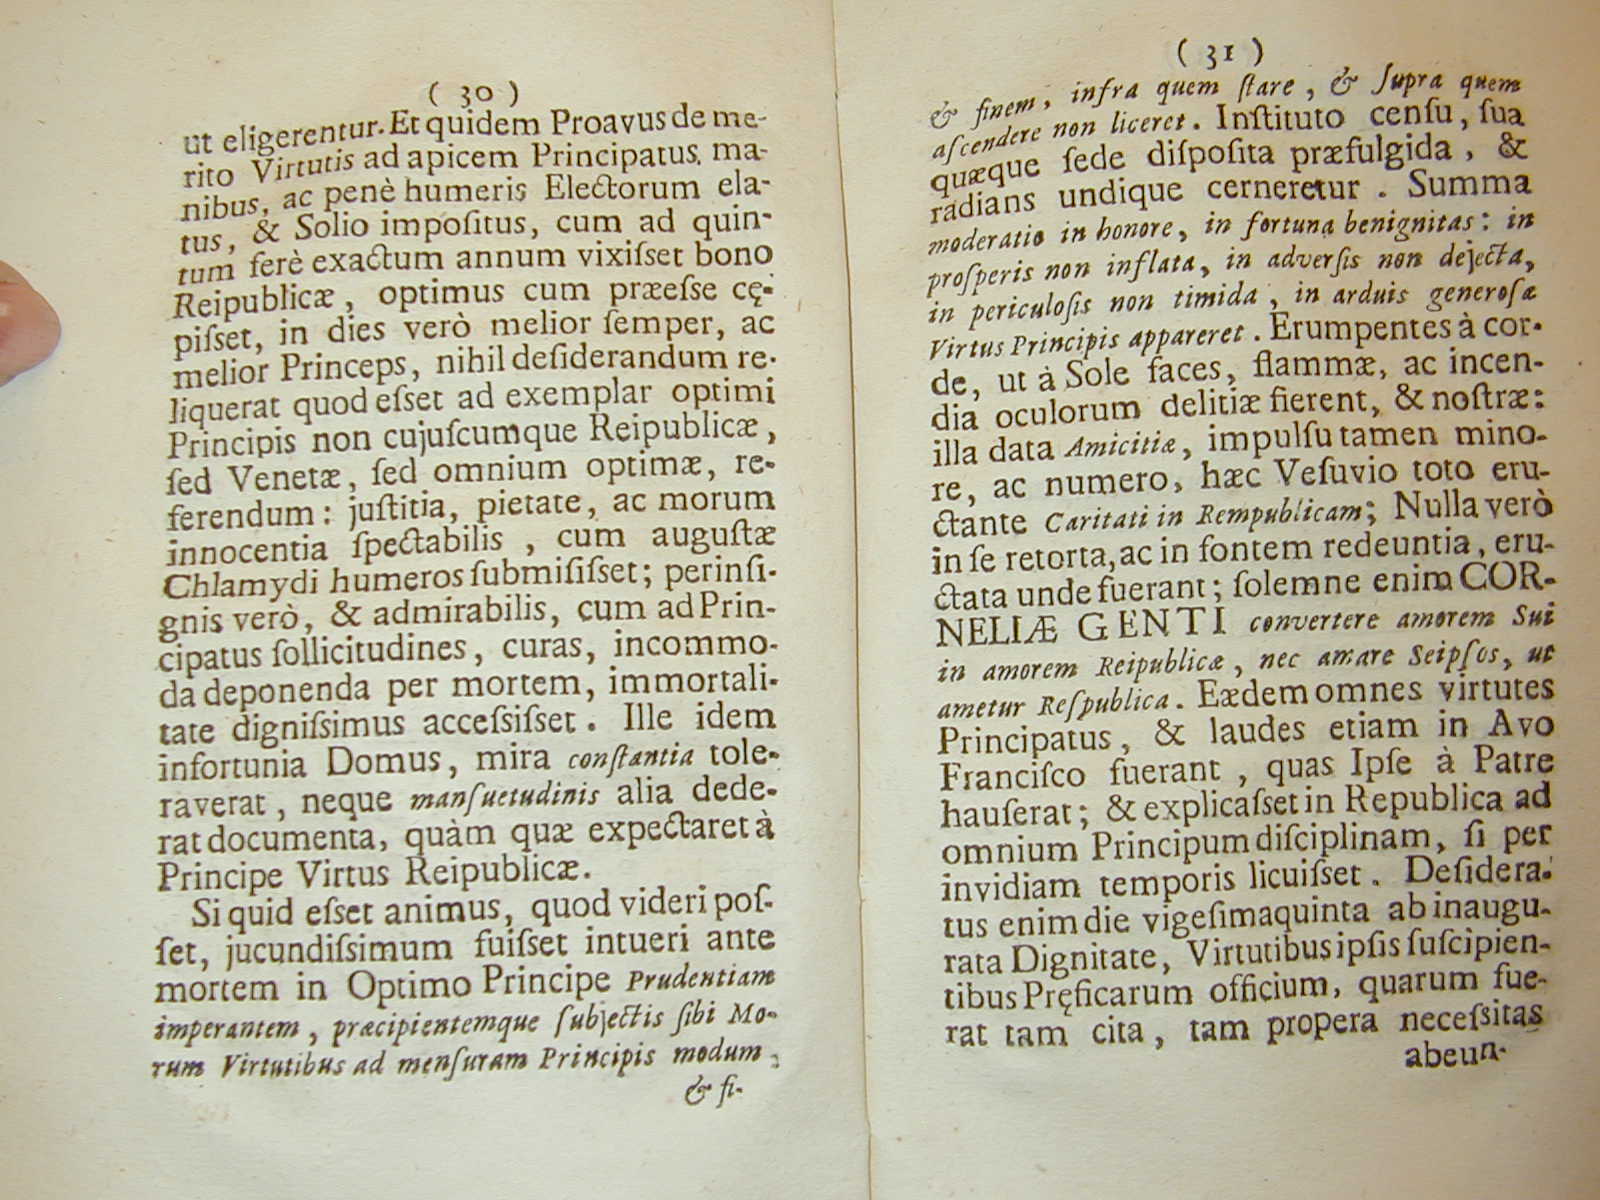 ( 30 )
ut eligerentur. Et quidem Proavus de me-
rito Virtutis ad apicem Principatus, ma-
nibus, ac penè humeris Electorum ela-
tus, & Solio impoſitus, cum ad quin-
tum ferè exactum annum vixiſset bono
Reipublicæ, optimus cum præeſse cę-
piſset, in dies verò melior ſemper, ac
melior Princeps, nihil deſiderandum re-
liquerat quod eſset ad exemplar optimi
Principis non cujuſcumque Reipublicæ,
ſed Venetæ, ſed omnium optimæ, re-
ferendum: juſtitia, pietate, ac morum
innocentia ſpectabilis, cum auguſtæ
Chlamydi humeros ſubmiſiſset; perinſi-
gnis verò, & admirabilis, cum ad Prin-
cipatus ſollicitudines, curas, incommo-
da deponenda per mortem, immortali-
tate digniſsimus acceſsiſset. Ille idem
infortunia Domus, mira conſtantia tole-
raverat, neque manſuetudinis alia dede-
rat documenta, quàm quæ expectaret à
Principe Virtus Reipublicæ.
Si quid eſset animus, quod videri poſ-
ſet, jucundiſsimum fuiſset intueri ante
mortem in Optimo Principe Prudentiam
imperantem, præcipientemque ſubjectis ſibi Mo-
rum Virtutibus ad menſuram Principis modum,
& fi-
( 31 )
& finem, infra quem ſtare, & ſupra quem
aſcendere non liceret. Inſtituto cenſu, ſua
quæque ſede diſpoſita præfulgida, &
radians undique cerneretur. Summa
moderatio in honore, in fortuna benignitas: in
proſperis non inflata, in adverſis non dejecta,
in periculoſis non timida, in arduis generoſæ
Virtus Principis appareret. Erumpentes à cor-
de, ut à Sole faces, flammæ, ac incen-
dia oculorum delitiæ fierent, & noſtræ:
illa data Amicitiæ, impulſu tamen mino-
re, ac numero, hæc Veſuvio toto eru-
ctante Caritati in Rempublicam; Nulla verò
in ſe retorta, ac in fontem redeuntia, eru-
ctata unde fuerant; ſolemne enim COR-
NELIÆ GENTI convertere amorem Sui
in amorem Reipublicæ, nec amare Seipſos, ut
ametur Reſpublica. Eædem omnes virtutes
Principatus, & laudes etiam in Avo
Franciſco fuerant, quas Ipſe à Patre
hauſerat; & explicaſset in Republica ad
omnium Principum diſciplinam, ſi per
invidiam temporis licuiſset. Deſidera-
tus enim die vigeſimaquinta ab inaugu-
rata Dignitate, Virtutibus ipſis ſuſcipien-
tibus Pręficarum officium, quarum fue-
rat tam cita, tam propera neceſsitas
abeun-